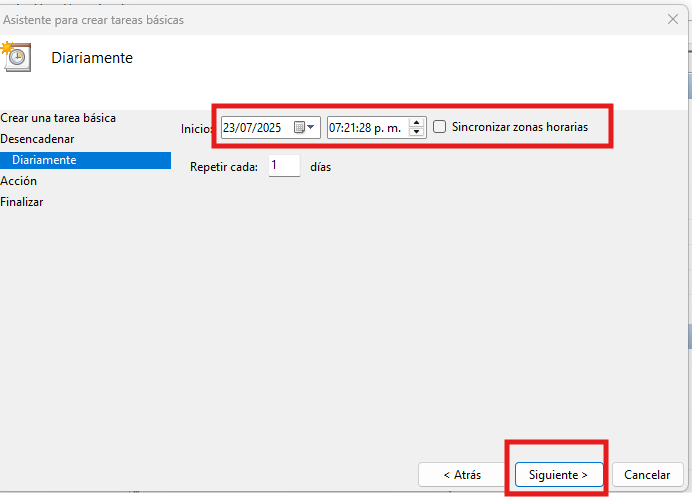 Asistente para crear tareas básicas
Diariamente
Crear una tarea básica
Desencadenar
Diariamente
Acción
Finalizar
Inicio: 23/07/2025 07:21:28 p. m. Sincronizar zonas horarias
Repetir cada: 1 días
< Atrás Siguiente > Cancelar